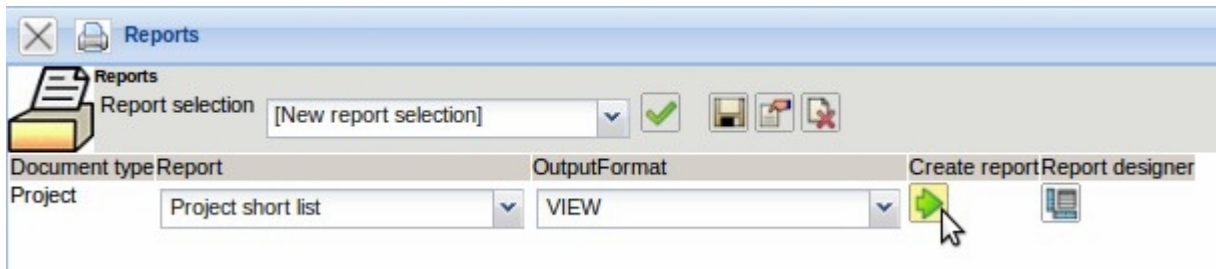 Reports
Reports
Report selection [New report selection]
Document type Report OutputFormat Create report Report designer
Project Project short list VIEW